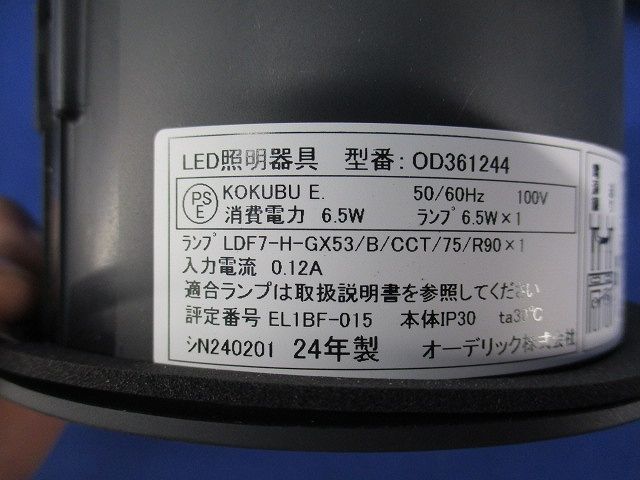 LED照明器具 型番: OD361244
PS E KOKUBU E. 50/60Hz 100V
消費電力 6.5W ランプ 6.5W×1
ランプ LDF7-H-GX53/B/CCT/75/R90×1
入力電流 0.12A
適合ランプは取扱説明書を参照してください
評定番号 EL1BF-015 本体IP30 ta30℃
シN240201 24年製 オーデリック株式会社